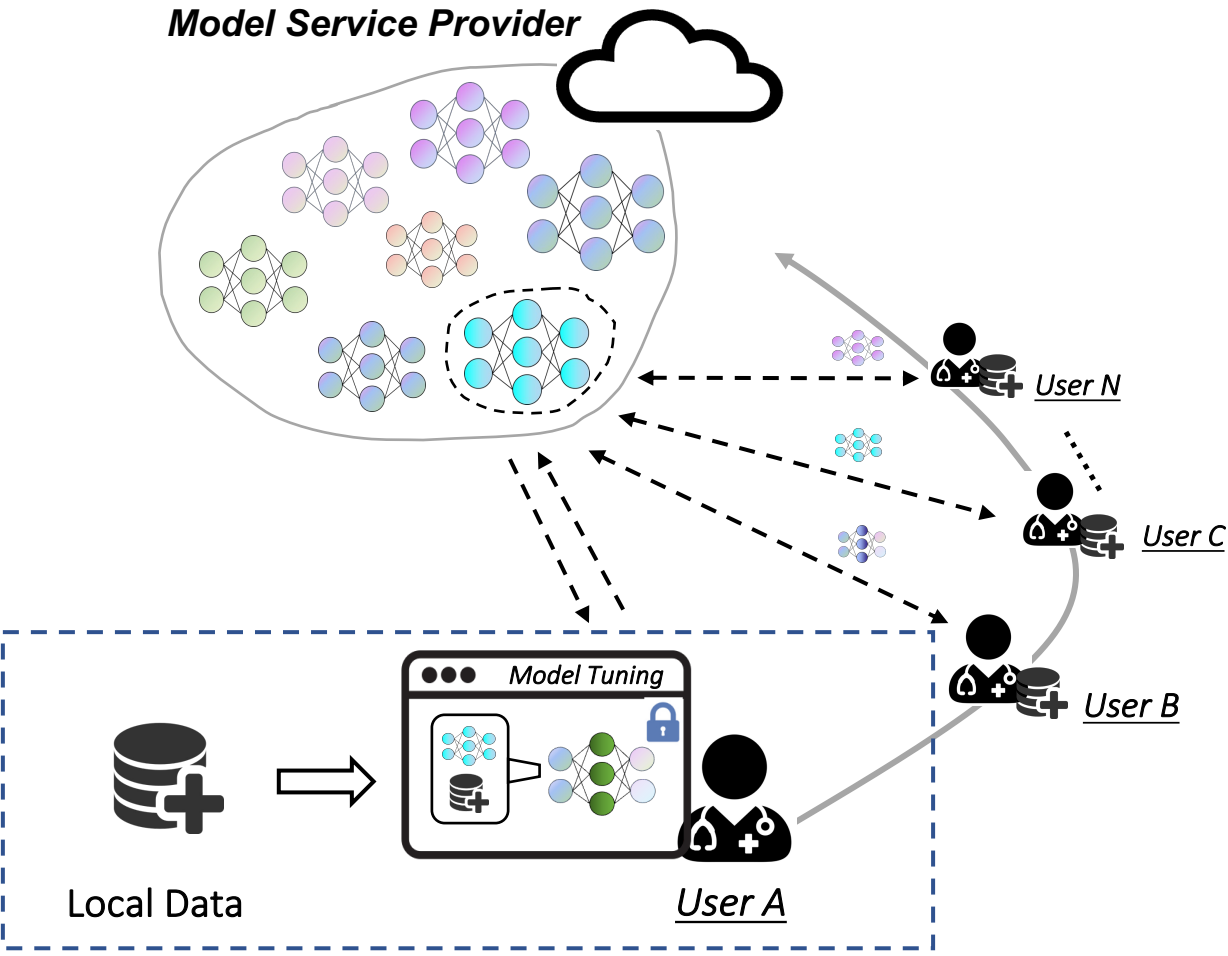 Model Service Provider
User N
User C
User B
Model Tuning
Local Data
User A